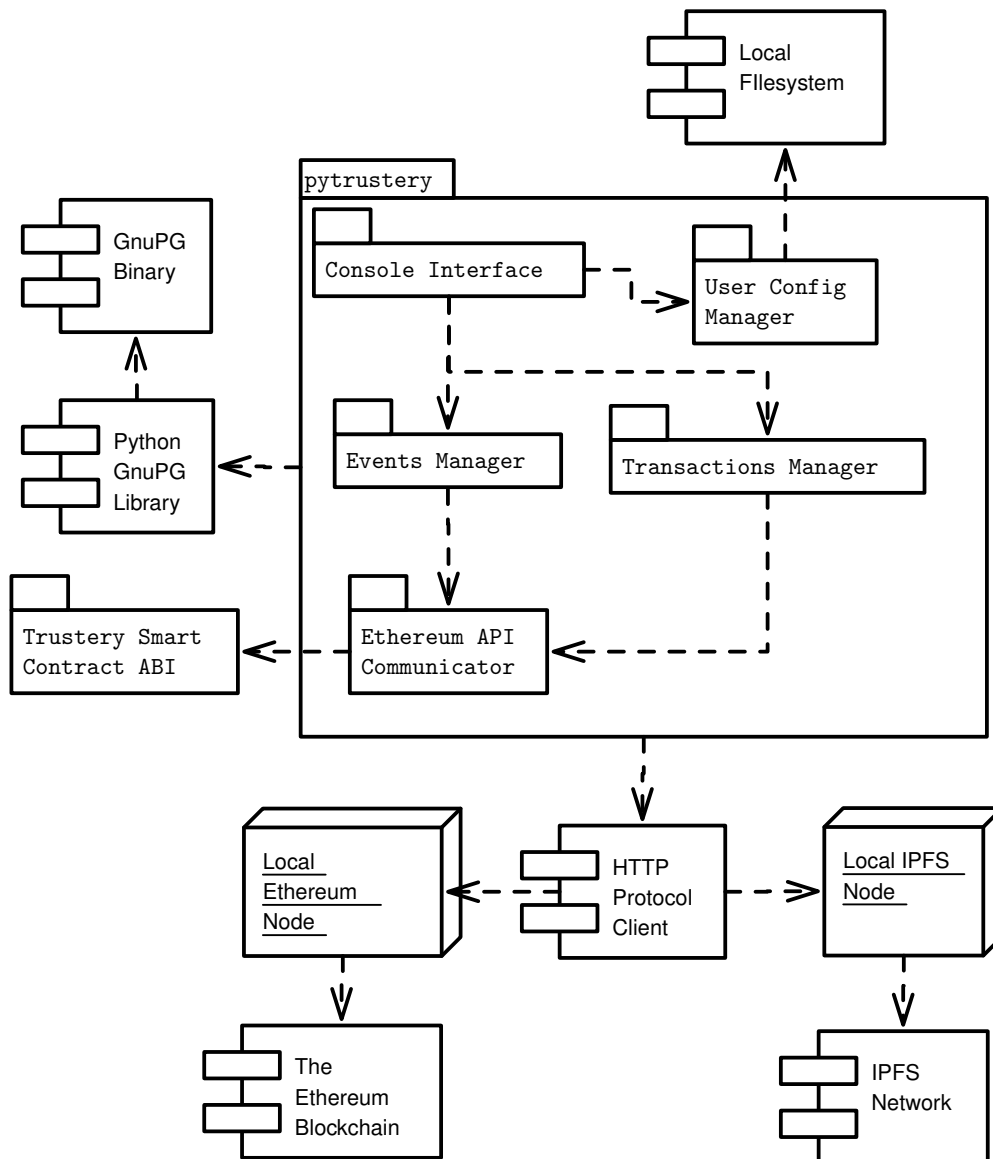 Local
FIlesystem
pytrustery
GnuPG
Binary
Console Interface
User Config
Manager
Python
GnuPG
Library
Events Manager
Transactions Manager
Trustery Smart
Contract ABI
Ethereum API
Communicator
Local
Ethereum
Node
HTTP
Protocol
Client
Local IPFS
Node
The
Ethereum
Blockchain
IPFS
Network